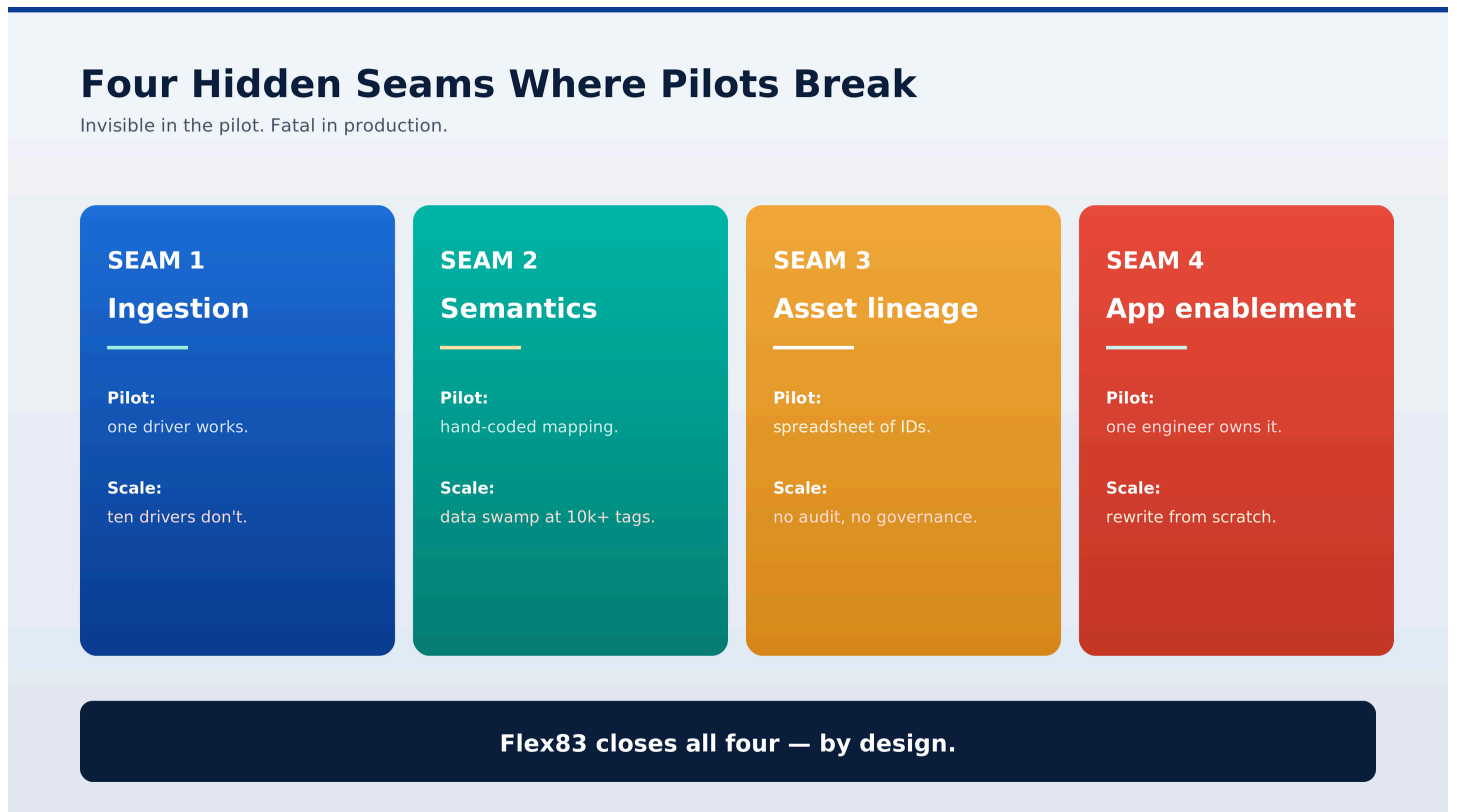 Four Hidden Seams Where Pilots Break
Invisible in the pilot. Fatal in production.
SEAM 1
Ingestion
Pilot:
one driver works.
Scale:
ten drivers don't.
SEAM 2
Semantics
Pilot:
hand-coded mapping.
Scale:
data swamp at 10k+ tags.
SEAM 3
Asset lineage
Pilot:
spreadsheet of IDs.
Scale:
no audit, no governance.
SEAM 4
App enablement
Pilot:
one engineer owns it.
Scale:
rewrite from scratch.
Flex83 closes all four — by design.